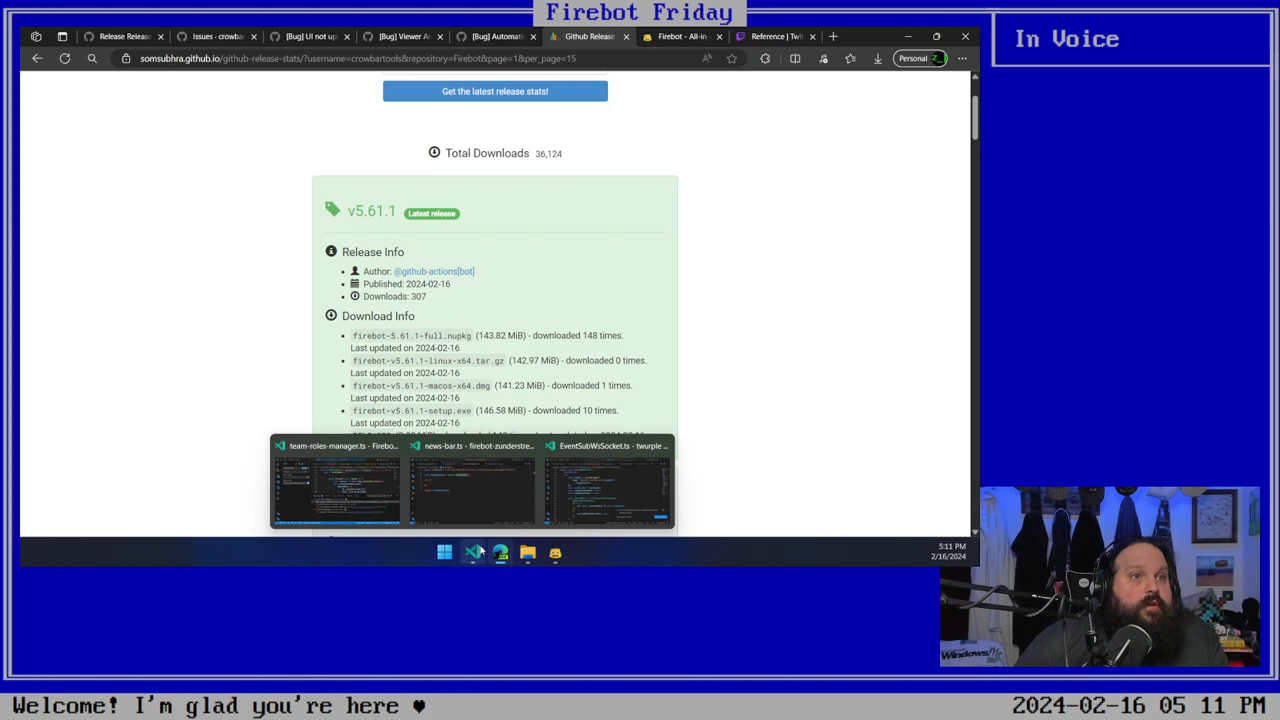 Firebot Friday
In Voice
Release Release
Issues · crowba
[Bug] UI not up
[Bug] Viewer A
[Bug] Automati
Github Release
Firebot - All-in-
Reference | Twit
somsubhra.github.io/github-release-stats/?username=crowbartools&repository=Firebot&page=1&per_page=15
Personal
Get the latest release stats!
Total Downloads 36,124
v5.61.1 Latest release
Release Info
Author: @github-actions[bot]
Published: 2024-02-16
Downloads: 307
Download Info
firebot-5.61.1-full.nupkg (143.82 MiB) - downloaded 148 times.
Last updated on 2024-02-16
firebot-v5.61.1-linux-x64.tar.gz (142.97 MiB) - downloaded 0 times.
Last updated on 2024-02-16
firebot-v5.61.1-macos-x64.dmg (141.23 MiB) - downloaded 1 times.
Last updated on 2024-02-16
firebot-v5.61.1-setup.exe (146.58 MiB) - downloaded 10 times.
team-roles-manager.ts - Firebo...
news-bar.ts - firebot-zunderstre...
EventSubWsSocket.ts - twurple ...
5:11 PM
2/16/2024
Windows Me
Welcome! I'm glad you're here ♥
2024-02-16 05 11 PM